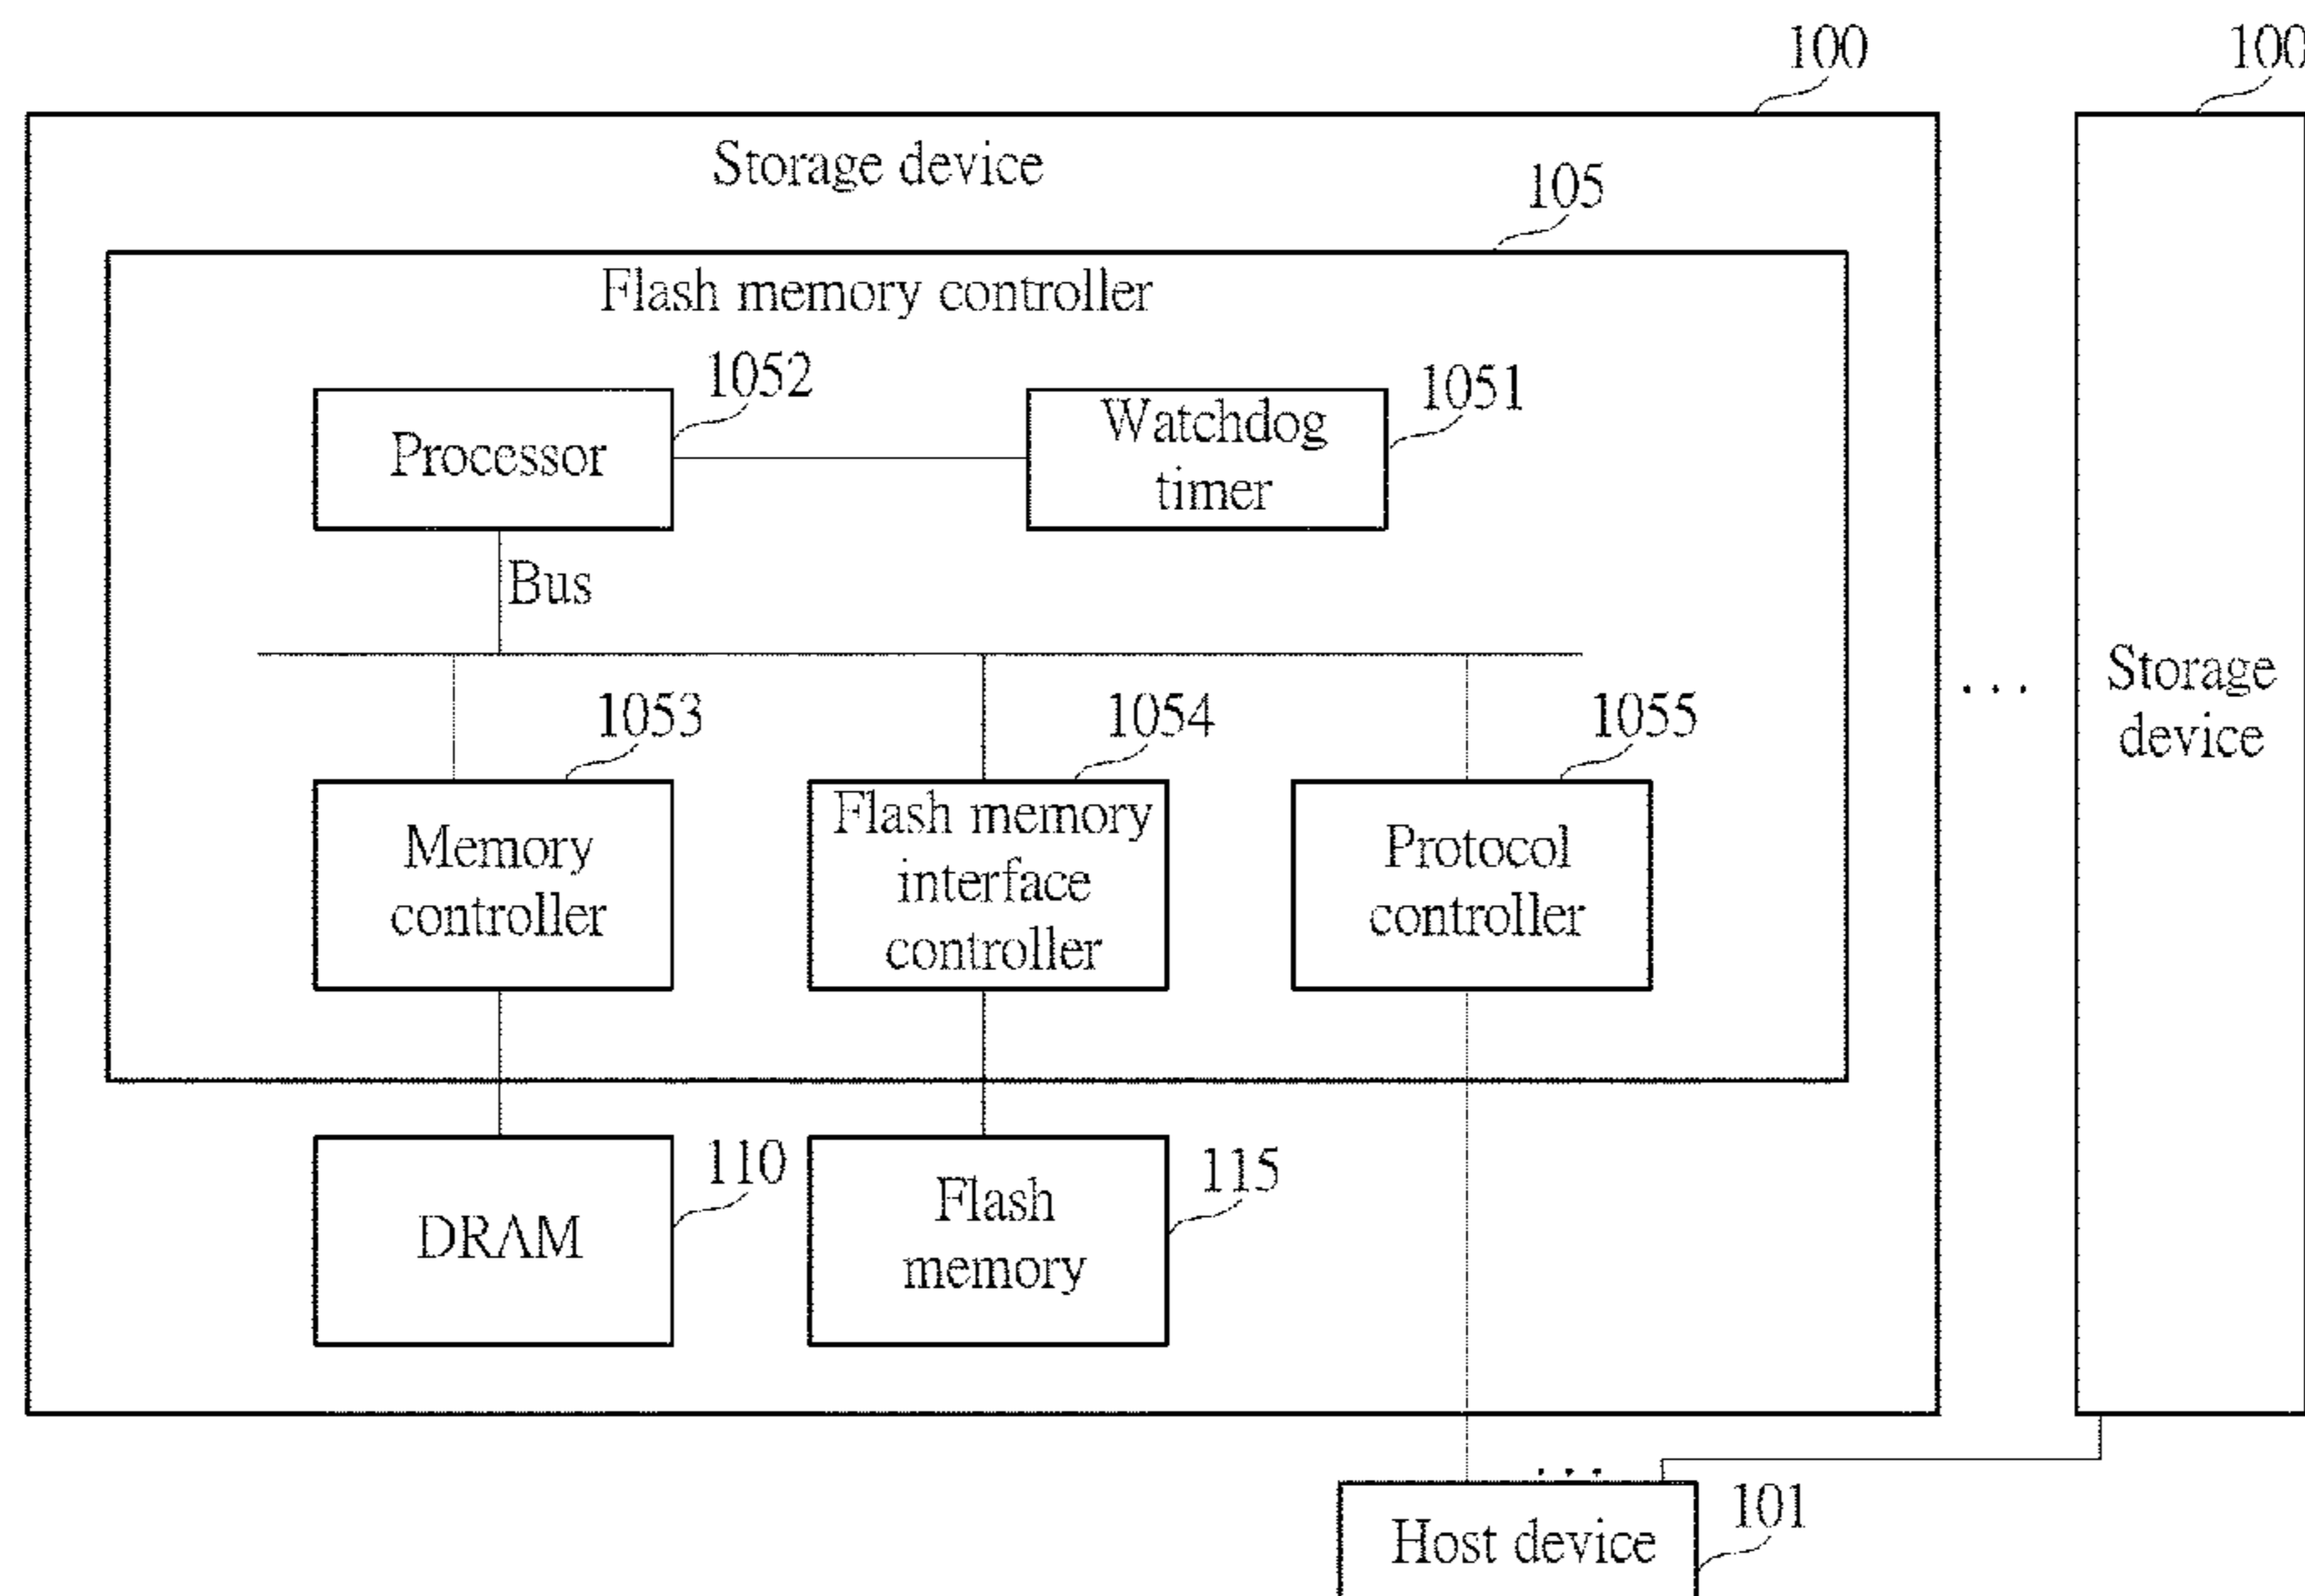 100
100
Storage device
105
Flash memory controller
1052
1051
Processor
Watchdog
timer
Bus
1053
1054
1055
Memory
controller
Flash memory
interface
controller
Protocol
controller
...
Storage
device
110
115
DRAM
Flash
memory
...
101
Host device